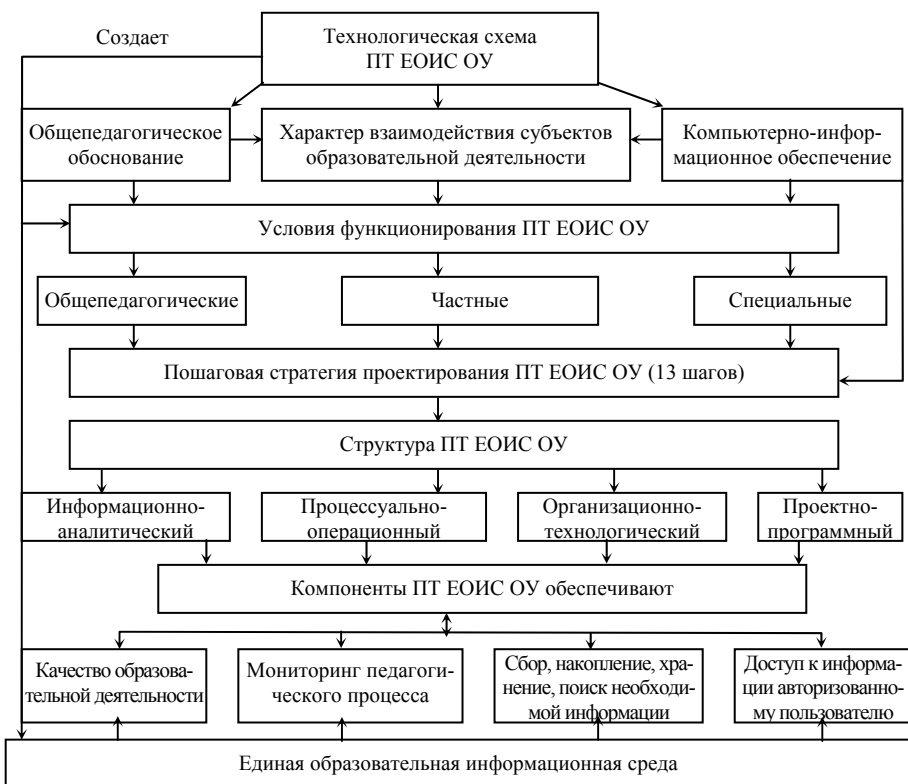 Создает
Технологическая схема
ПТ ЕОИС ОУ
Общепедагогическое
обоснование
Характер взаимодействия субъектов
образовательной деятельности
Компьютерно-инфор-
мационное обеспечение
Условия функционирования ПТ ЕОИС ОУ
Общепедагогические
Частные
Специальные
Пошаговая стратегия проектирования ПТ ЕОИС ОУ (13 шагов)
Структура ПТ ЕОИС ОУ
Информационно-
аналитический
Процессуально-
операционный
Организационно-
технологический
Проектно-
программный
Компоненты ПТ ЕОИС ОУ обеспечивают
Качество образова-
тельной деятельности
Мониторинг педагоги-
ческого процесса
Сбор, накопление, хра-
нение, поиск необходи-
мой информации
Доступ к информа-
ции авторизованно-
му пользователю
Единая образовательная информационная среда